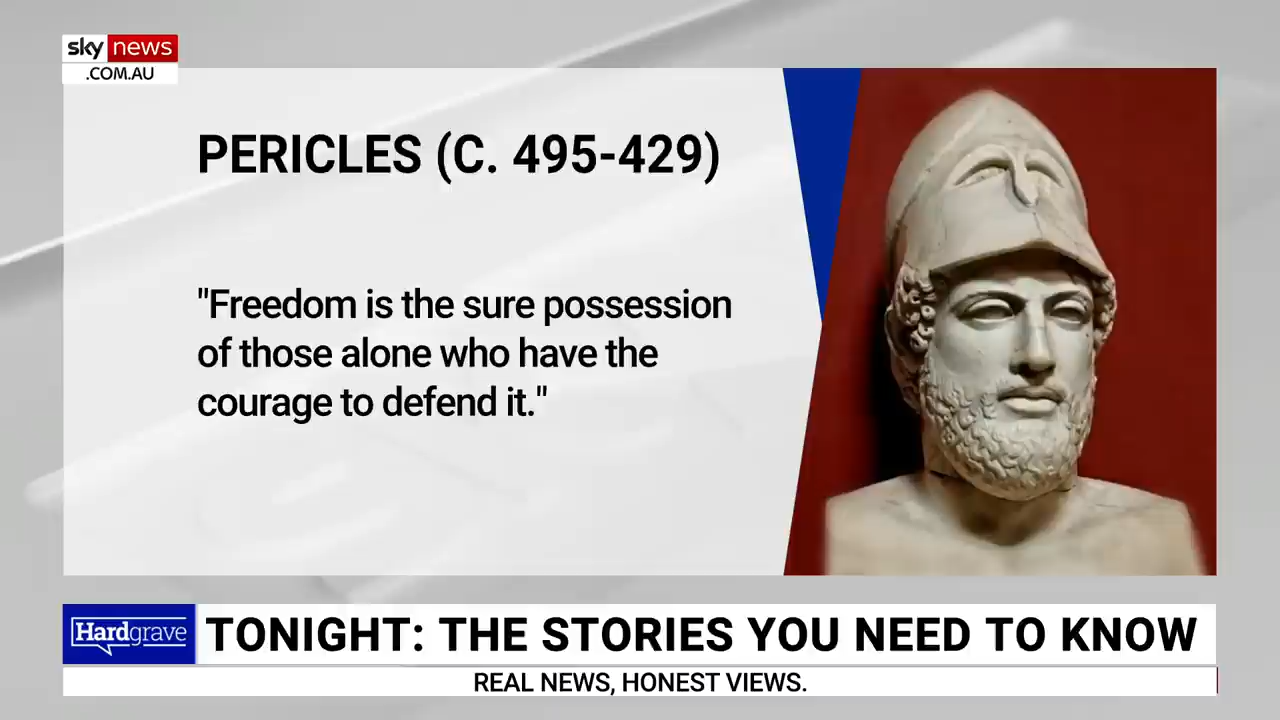 sky news
.COM.AU
PERICLES (C. 495-429)
"Freedom is the sure possession
of those alone who have the
courage to defend it."
Hardgrave
TONIGHT: THE STORIES YOU NEED TO KNOW
REAL NEWS, HONEST VIEWS.